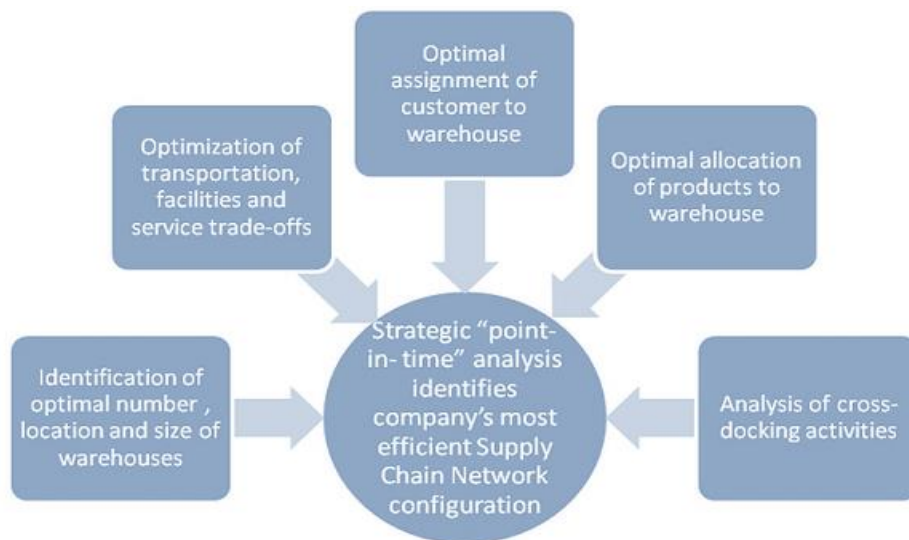 Optimal
assignment of
customer to
warehouse
Optimization of
transportation,
facilities and
service trade-offs
Optimal allocation
of products to
warehouse
Identification of
optimal number ,
location and size of
warehouses
Strategic “point-
in- time” analysis
identifies
company’s most
efficient Supply
Chain Network
configuration
Analysis of cross-
docking activities